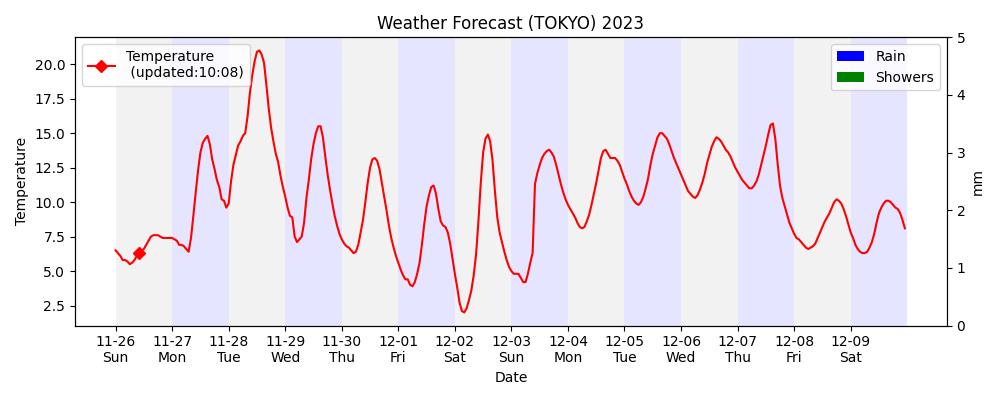 Weather Forecast (TOKYO) 2023
Temperature
(updated:10:08)
Rain
Showers
20.0
17.5
15.0
12.5
10.0
7.5
5.0
2.5
Temperature
5
4
3
2
1
0
mm
11-26 11-27 11-28 11-29 11-30 12-01 12-02 12-03 12-04 12-05 12-06 12-07 12-08 12-09
Sun Mon Tue Wed Thu Fri Sat Sun Mon Tue Wed Thu Fri Sat
Date